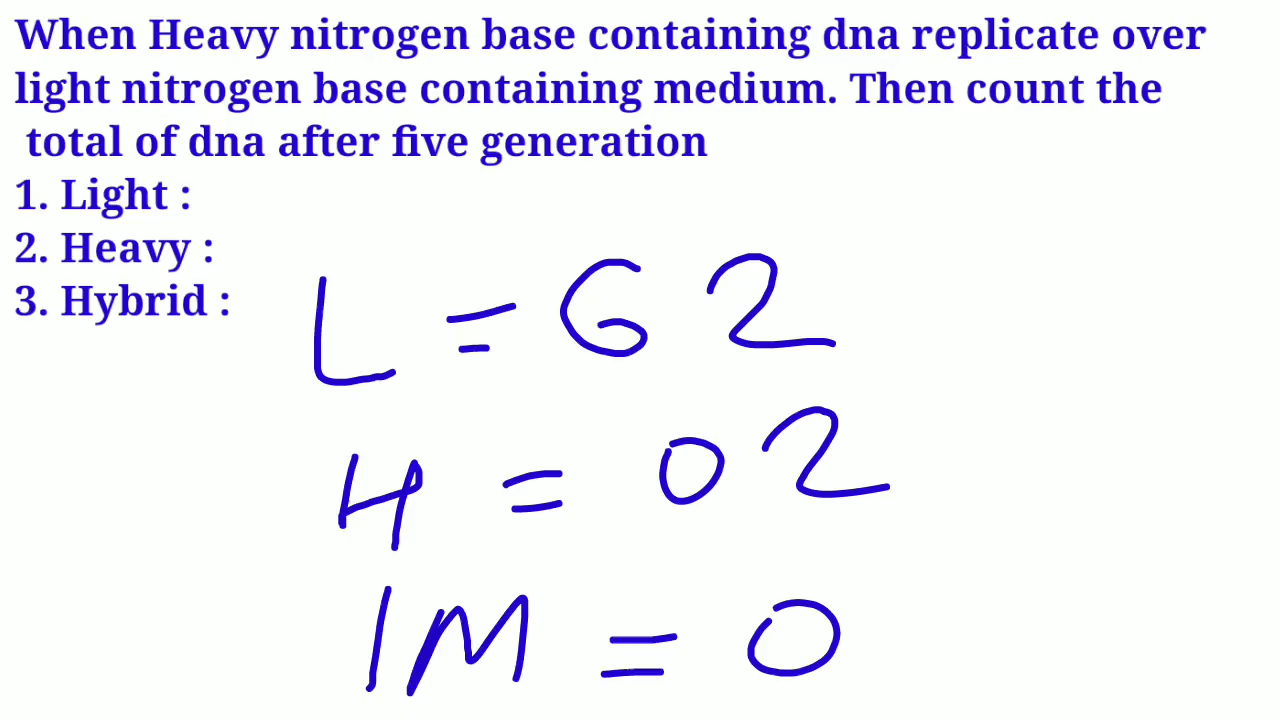 When Heavy nitrogen base containing dna replicate over
light nitrogen base containing medium. Then count the
total of dna after five generation
1. Light :
2. Heavy :
3. Hybrid :
L = 62
H = 02
IM = 0